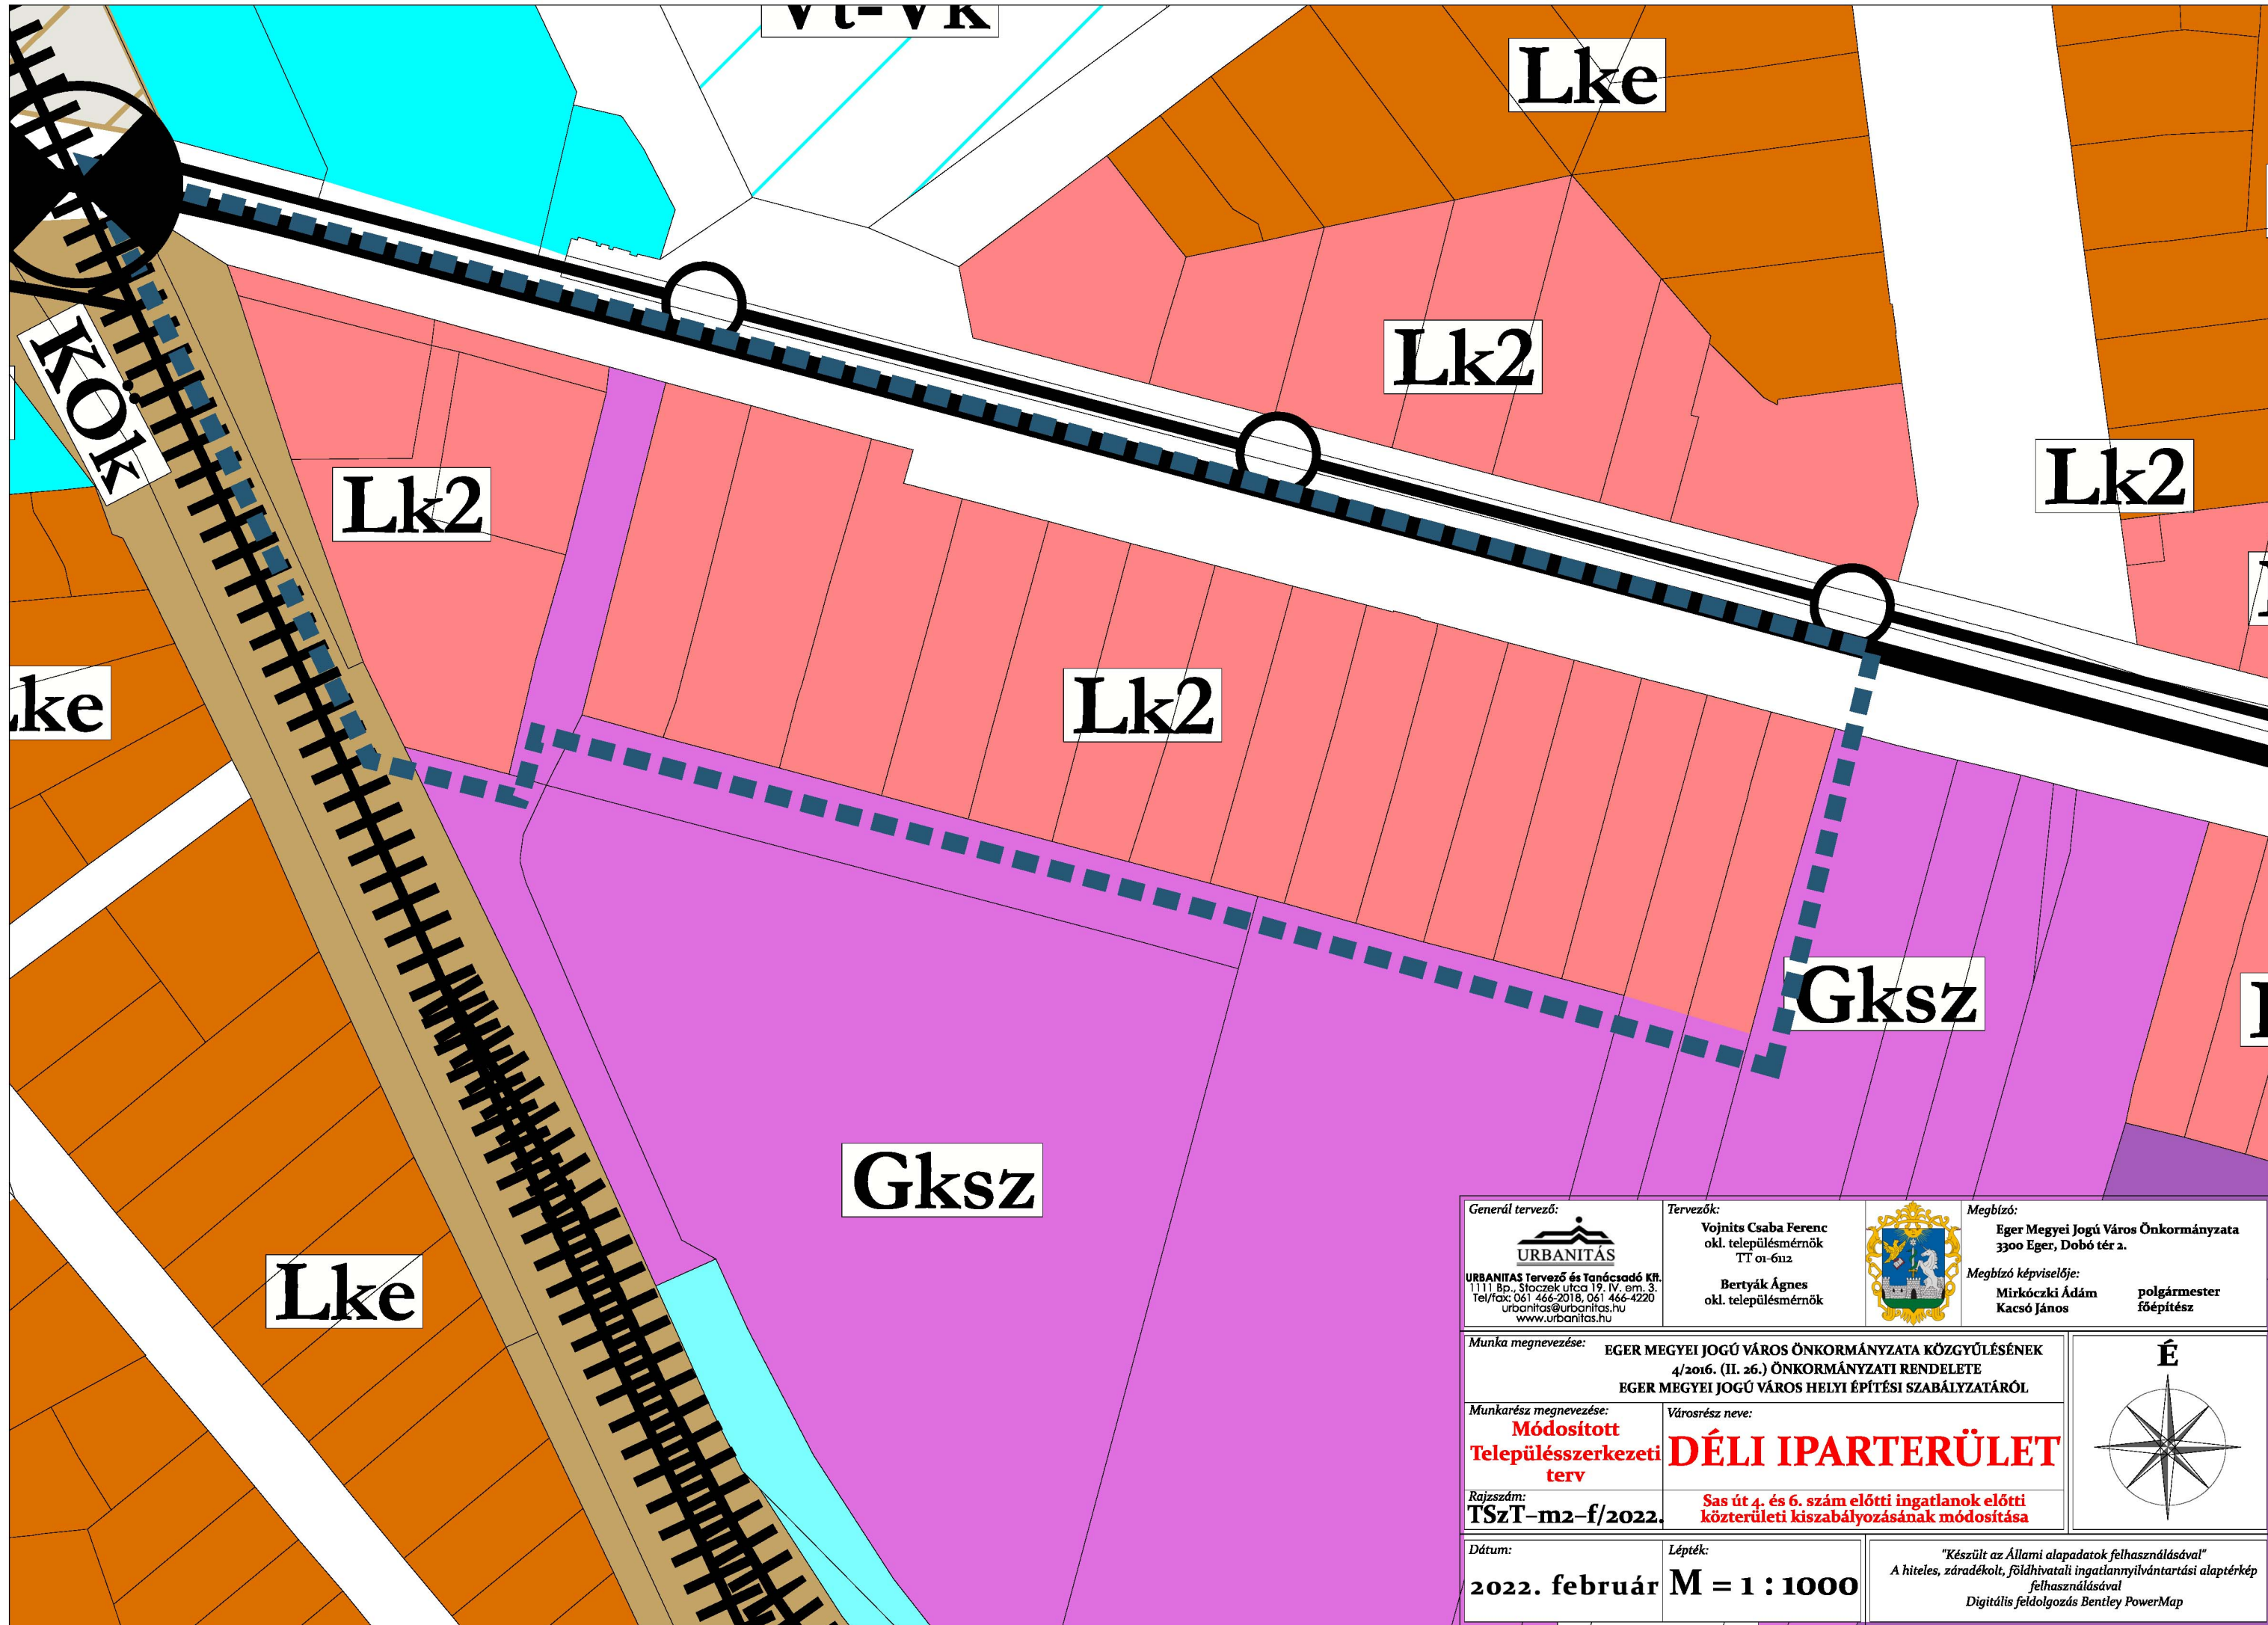 Vt-Vk
Lke
Lk2
Lk2
KÖk
Lk2
Lk2
Gksz
Gksz
Lke
Generál tervező:
URBANITÁS
URBANITAS Tervező és Tanácsadó Kft.
1111 Bp., Stoczek utca 19. IV. em. 3.
Tel/fax: 061 466-2018, 061 466-4220
urbanitas@urbanitas.hu
www.urbanitas.hu
Tervezők:
Vojnits Csaba Ferenc
okl. településmérnök
TT 01-6112
Bertyák Ágnes
okl. településmérnök
Megbízó:
Eger Megyei Jogú Város Önkormányzata
3300 Eger, Dobó tér 2.
Megbízó képviselője:
Mirkóczki Ádám polgármester
Kacsó János főépítész
Munka megnevezése:
EGER MEGYEI JOGÚ VÁROS ÖNKORMÁNYZATA KÖZGYŰLÉSÉNEK
4/2016. (II. 26.) ÖNKORMÁNYZATI RENDELETE
EGER MEGYEI JOGÚ VÁROS HELYI ÉPÍTÉSI SZABÁLYZATÁRÓL
É
Munkarész megnevezése:
Módosított
Településszerkezeti
terv
Városrész neve:
DÉLI IPARTERÜLET
Rajzszám:
TSzT-m2-f/2022.
Sas út 4. és 6. szám előtti ingatlanok előtti
közterületi kiszabályozásának módosítása
Dátum:
2022. február
Lépték:
M = 1 : 1000
"Készült az Állami alapadatok felhasználásával"
A hiteles, záradékolt, földhivatali ingatlannyilvántartási alaptérkép
felhasználásával
Digitális feldolgozás Bentley PowerMap